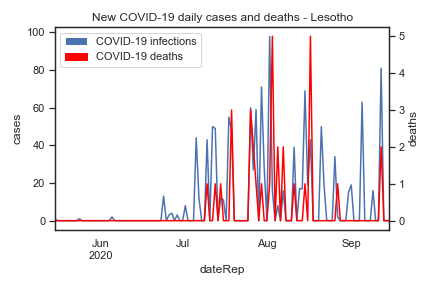 New COVID-19 daily cases and deaths - Lesotho
COVID-19 infections
COVID-19 deaths
100
80
60
40
20
0
cases
5
4
3
2
1
0
deaths
Jun
2020
Jul
Aug
Sep
dateRep